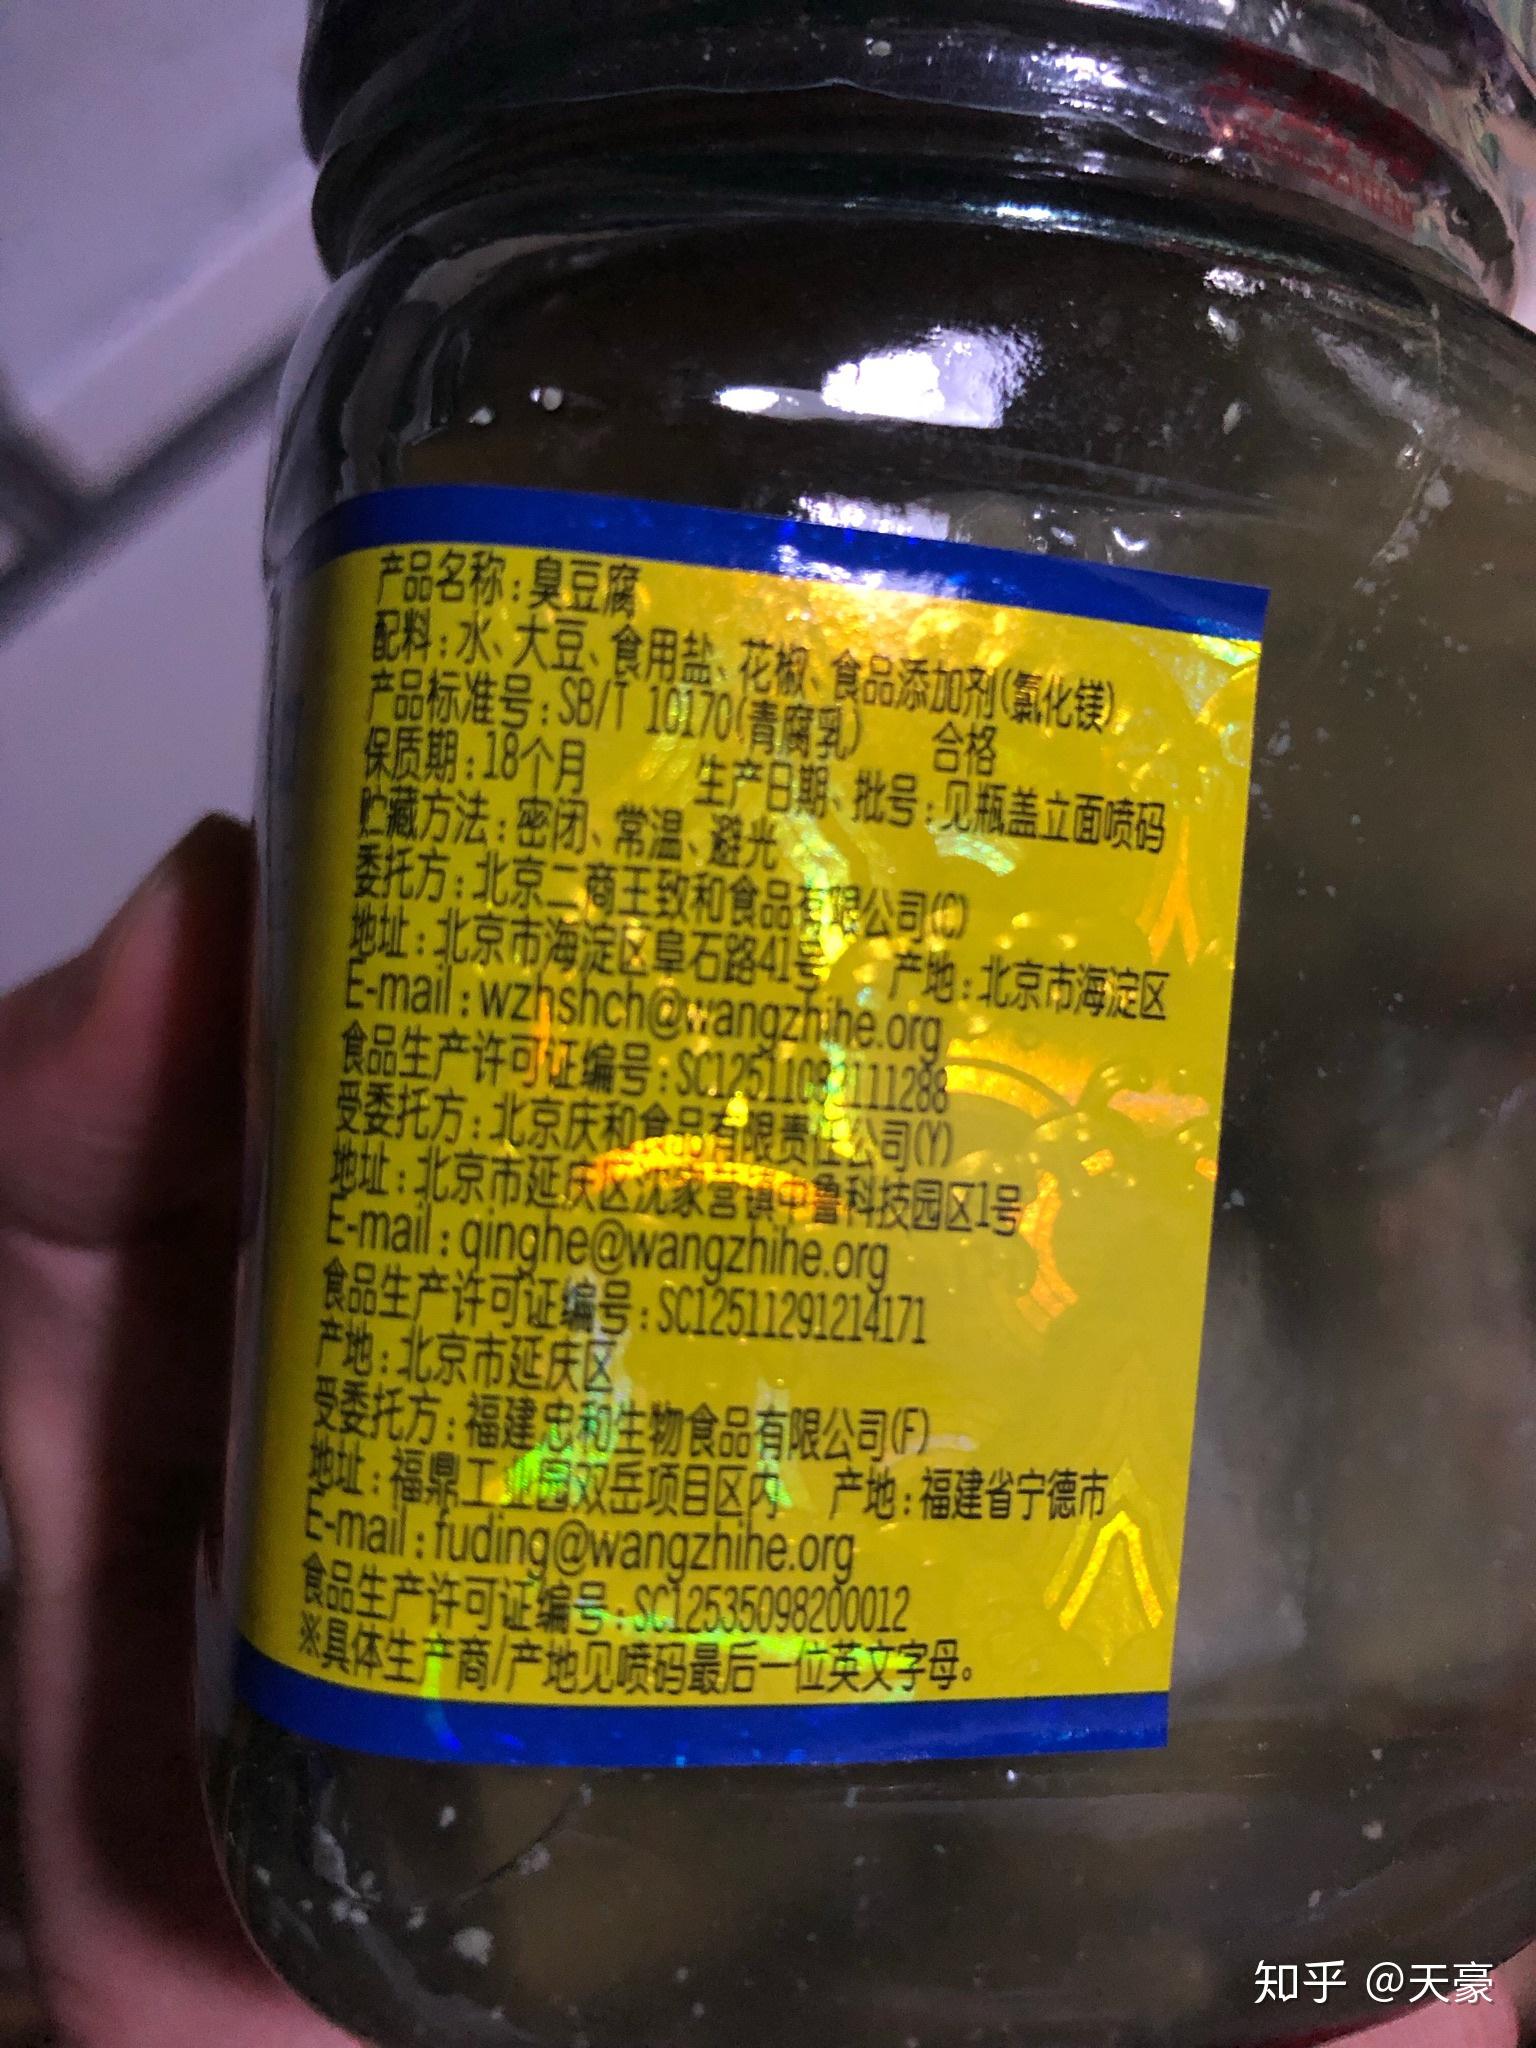 产品名称：臭豆腐
配料：水、大豆、食用盐、花椒、食品添加剂（氯化镁）
产品标准号：SB/T 10170（青腐乳） 合格
保质期：18个月 生产日期、批号：见瓶盖立面喷码
贮藏方法：密闭、常温、避光
委托方：北京二商王致和食品有限公司（C）
地址：北京市海淀区阜石路41号 产地：北京市海淀区
E-mail：wzhshch@wangzhihe.org
食品生产许可证编号：
受委托方：北京庆和食品有限责任公司（Y）
地址：北京市延庆区沈家营镇中鲁科技园区1号
E-mail：qinghe@wangzhihe.org
食品生产许可证编号：SC12511291214171
产地：北京市延庆区
受委托方：福建忠和生物食品有限公司（F）
地址：福鼎工业园双岳项目区内 产地：福建省宁德市
E-mail：fuding@wangzhihe.org
食品生产许可证编号：SC12535098200012
※具体生产商/产地见喷码最后一位英文字母。
知乎 @天豪